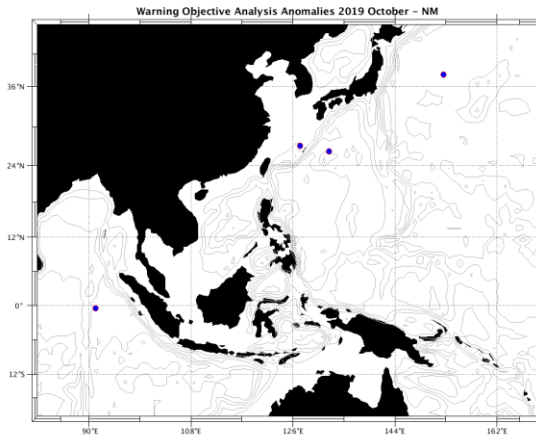 Warning Objective Analysis Anomalies 2019 October - NM
36°N
24°N
12°N
0°
12°S
90°E
108°E
126°E
144°E
162°E